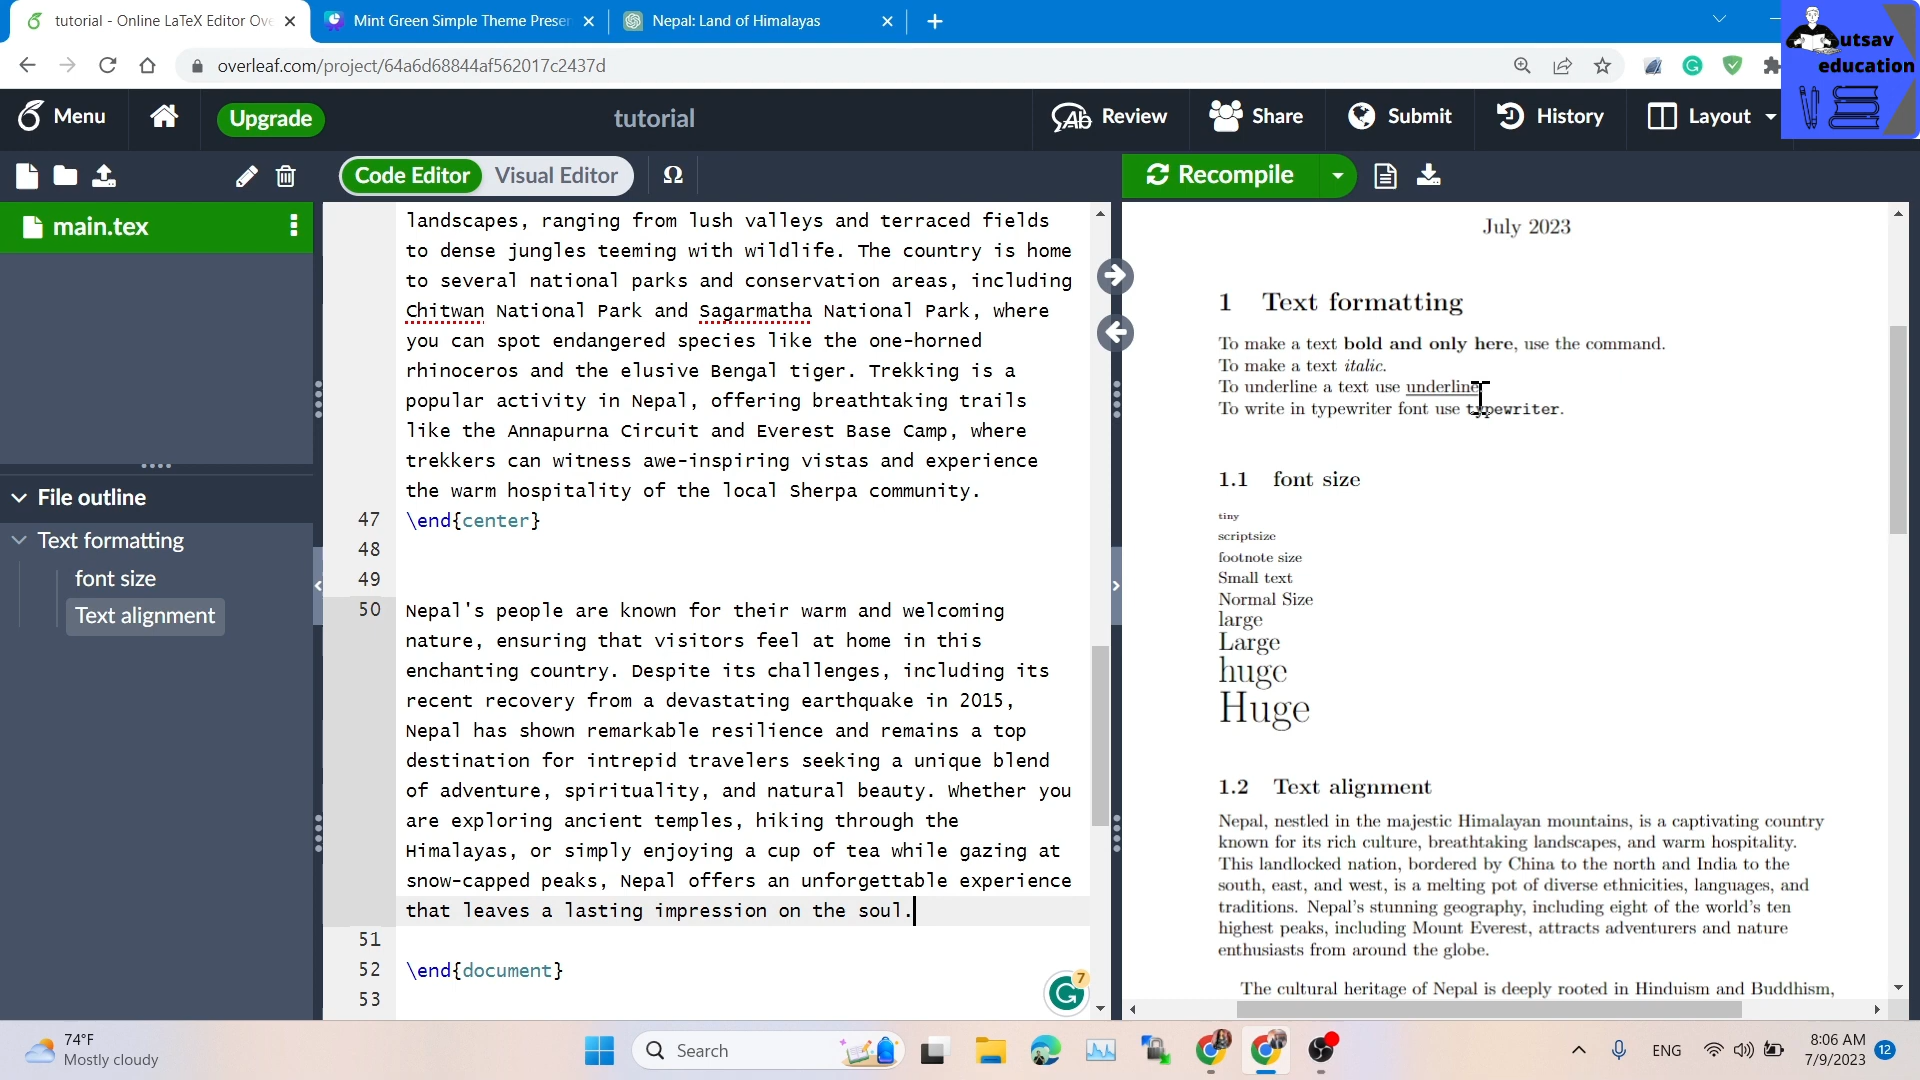 tutorial - Online LaTeX Editor Ove
Mint Green Simple Theme Presen
Nepal: Land of Himalayas
overleaf.com/project/64a6d68844af562017c2437d
utsav
education
Menu
Upgrade
tutorial
Review
Share
Submit
History
Layout
Code Editor
Visual Editor
Ω
Recompile
main.tex
File outline
Text formatting
font size
Text alignment
landscapes, ranging from lush valleys and terraced fields
to dense jungles teeming with wildlife. The country is home
to several national parks and conservation areas, including
Chitwan National Park and Sagarmatha National Park, where
you can spot endangered species like the one-horned
rhinoceros and the elusive Bengal tiger. Trekking is a
popular activity in Nepal, offering breathtaking trails
like the Annapurna Circuit and Everest Base Camp, where
trekkers can witness awe-inspiring vistas and experience
the warm hospitality of the local Sherpa community.
47 \end{center}
48
49
50 Nepal's people are known for their warm and welcoming
nature, ensuring that visitors feel at home in this
enchanting country. Despite its challenges, including its
recent recovery from a devastating earthquake in 2015,
Nepal has shown remarkable resilience and remains a top
destination for intrepid travelers seeking a unique blend
of adventure, spirituality, and natural beauty. Whether you
are exploring ancient temples, hiking through the
Himalayas, or simply enjoying a cup of tea while gazing at
snow-capped peaks, Nepal offers an unforgettable experience
that leaves a lasting impression on the soul.
51
52 \end{document}
53
7
July 2023
1 Text formatting
To make a text bold and only here, use the command.
To make a text italic.
To underline a text use underline
To write in typewriter font use typewriter.
1.1 font size
tiny
scriptsize
footnote size
Small text
Normal Size
large
Large
huge
Huge
1.2 Text alignment
Nepal, nestled in the majestic Himalayan mountains, is a captivating country
known for its rich culture, breathtaking landscapes, and warm hospitality.
This landlocked nation, bordered by China to the north and India to the
south, east, and west, is a melting pot of diverse ethnicities, languages, and
traditions. Nepal's stunning geography, including eight of the world's ten
highest peaks, including Mount Everest, attracts adventurers and nature
enthusiasts from around the globe.
The cultural heritage of Nepal is deeply rooted in Hinduism and Buddhism,
74°F
Mostly cloudy
Search
ENG
8:06 AM
7/9/2023
12